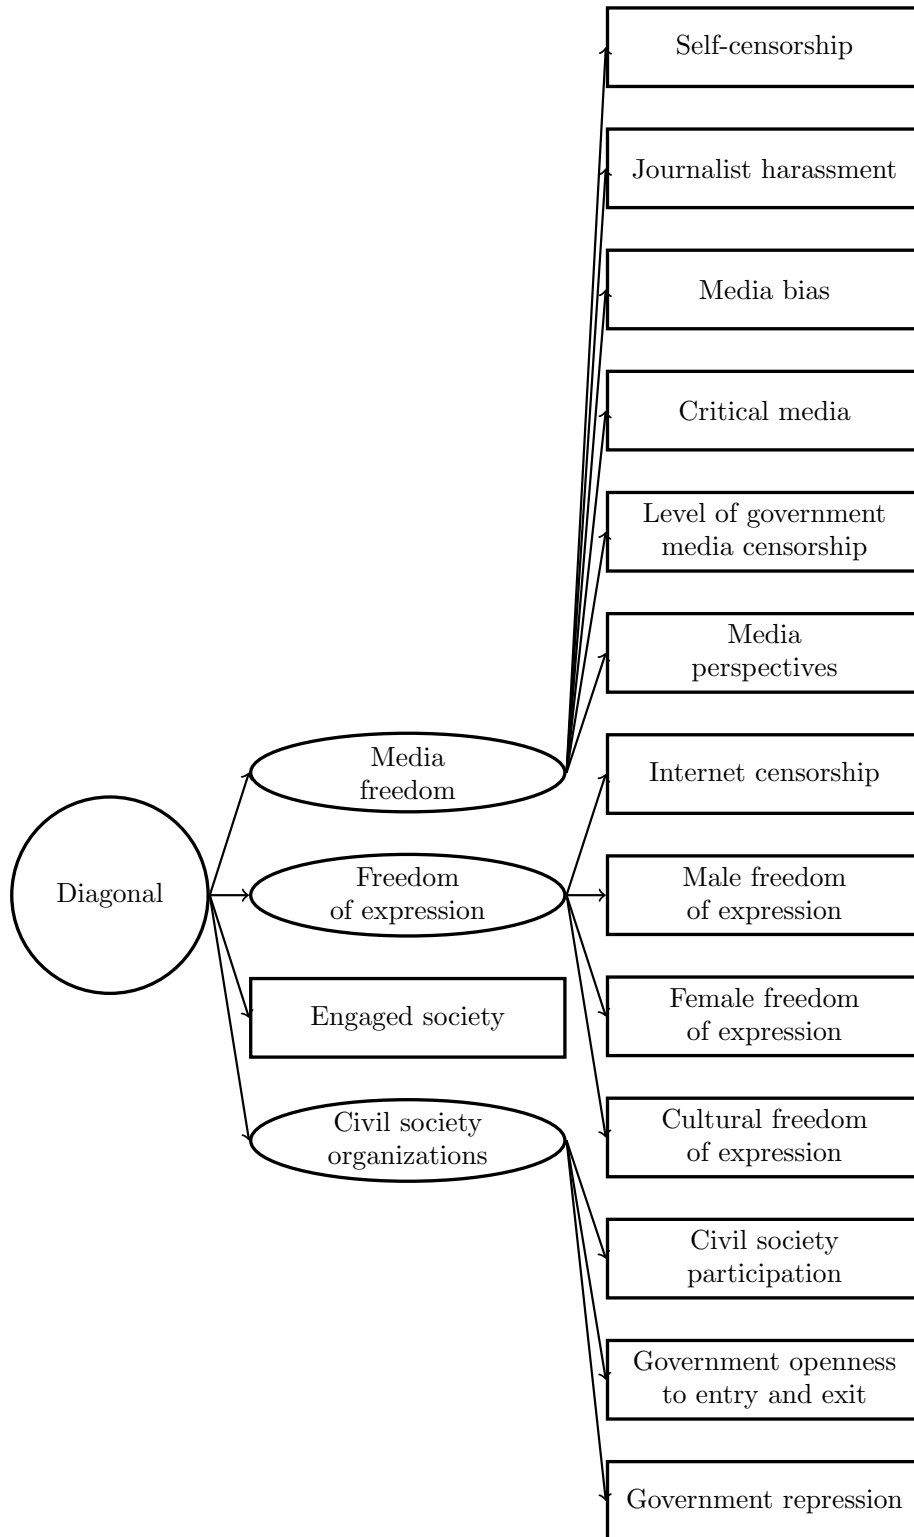 Self-censorship
Journalist harassment
Media bias
Critical media
Level of government
media censorship
Media
perspectives
Media
freedom
Internet censorship
Diagonal
Freedom
of expression
Male freedom
of expression
Engaged society
Female freedom
of expression
Civil society
organizations
Cultural freedom
of expression
Civil society
participation
Government openness
to entry and exit
Government repression